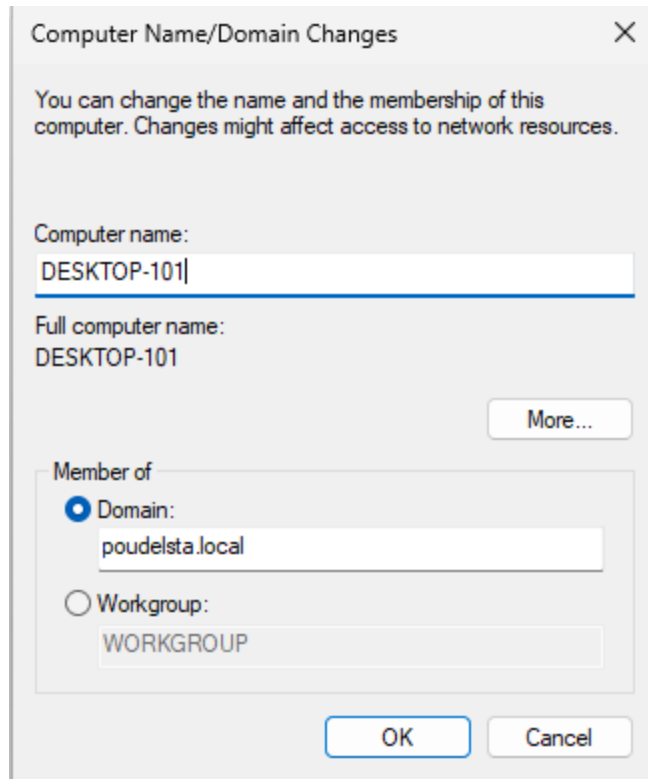 Computer Name/Domain Changes
You can change the name and the membership of this
computer. Changes might affect access to network resources.
Computer name:
DESKTOP-101
Full computer name:
DESKTOP-101
More...
Member of
Domain:
poudelsta.local
Workgroup:
WORKGROUP
OK Cancel